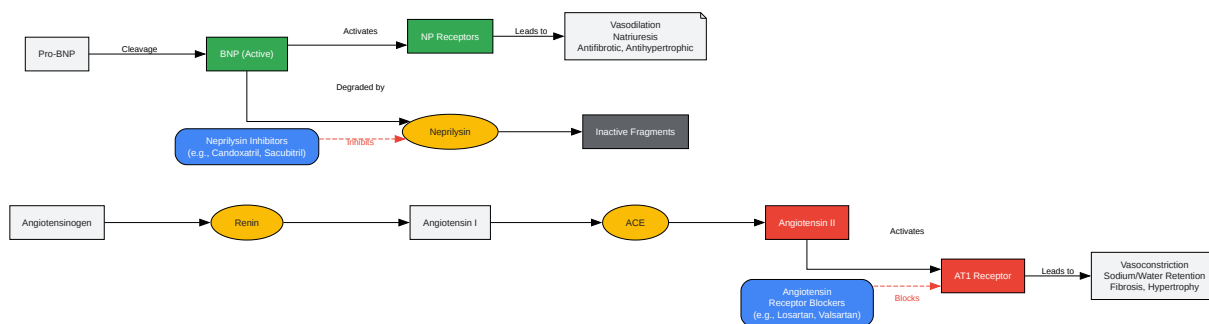 Pro-BNP
Cleavage
BNP (Active)
Activates
NP Receptors
Leads to
Vasodilation
Natriuresis
Antifibrotic, Antihypertrophic
Degraded by
Neprilysin Inhibitors
(e.g., Candoxatril, Sacubitril)
Inhibits
Neprilysin
Inactive Fragments
Angiotensinogen
Renin
Angiotensin I
ACE
Angiotensin II
Activates
Angiotensin
Receptor Blockers
(e.g., Losartan, Valsartan)
Blocks
AT1 Receptor
Leads to
Vasoconstriction
Sodium/Water Retention
Fibrosis, Hypertrophy